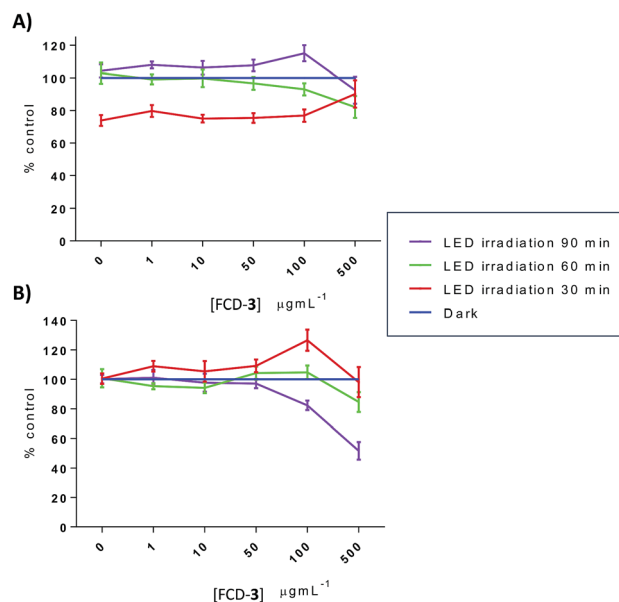 A)
120
100
80
60
40
20
0
% control
0 1 10 50 100 500
[FCD-3] µgmL⁻¹
LED irradiation 90 min
LED irradiation 60 min
LED irradiation 30 min
Dark
B)
140
120
100
80
60
40
20
0
% control
0 1 10 50 100 500
[FCD-3] µgmL⁻¹